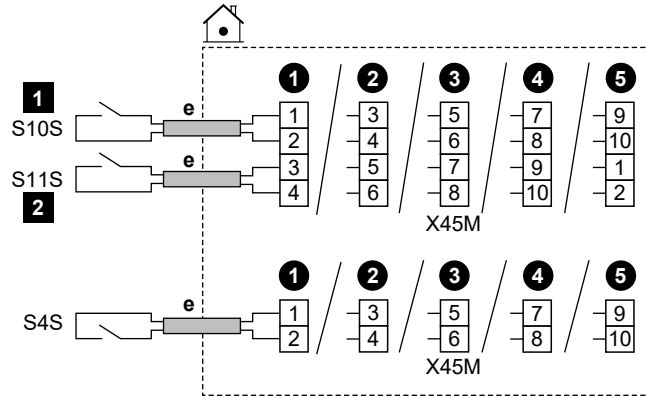 1 2 3 4 5
1
S10S
e
1 3 5 7 9
2 4 6 8 10
S11S
e
3 5 7 9 1
4 6 8 10 2
2
X45M
1 2 3 4 5
S4S
e
1 3 5 7 9
2 4 6 8 10
X45M